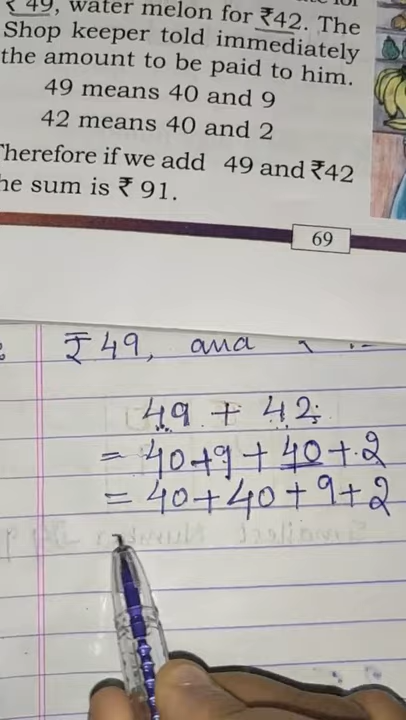 ₹ 49, water melon for ₹42. The
Shop keeper told immediately
the amount to be paid to him.
49 means 40 and 9
42 means 40 and 2
Therefore if we add 49 and ₹42
he sum is ₹ 91.
69
₹49, and
49 + 42
= 40+9 + 40+2
= 40+40+9+2